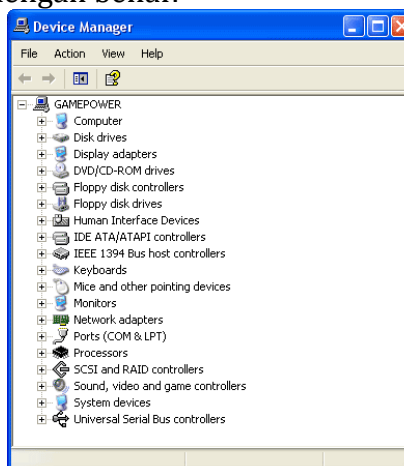 dengan benar.
Device Manager
File Action View Help
GAMEPOWER
Computer
Disk drives
Display adapters
DVD/CD-ROM drives
Floppy disk controllers
Floppy disk drives
Human Interface Devices
IDE ATA/ATAPI controllers
IEEE 1394 Bus host controllers
Keyboards
Mice and other pointing devices
Monitors
Network adapters
Ports (COM & LPT)
Processors
SCSI and RAID controllers
Sound, video and game controllers
System devices
Universal Serial Bus controllers